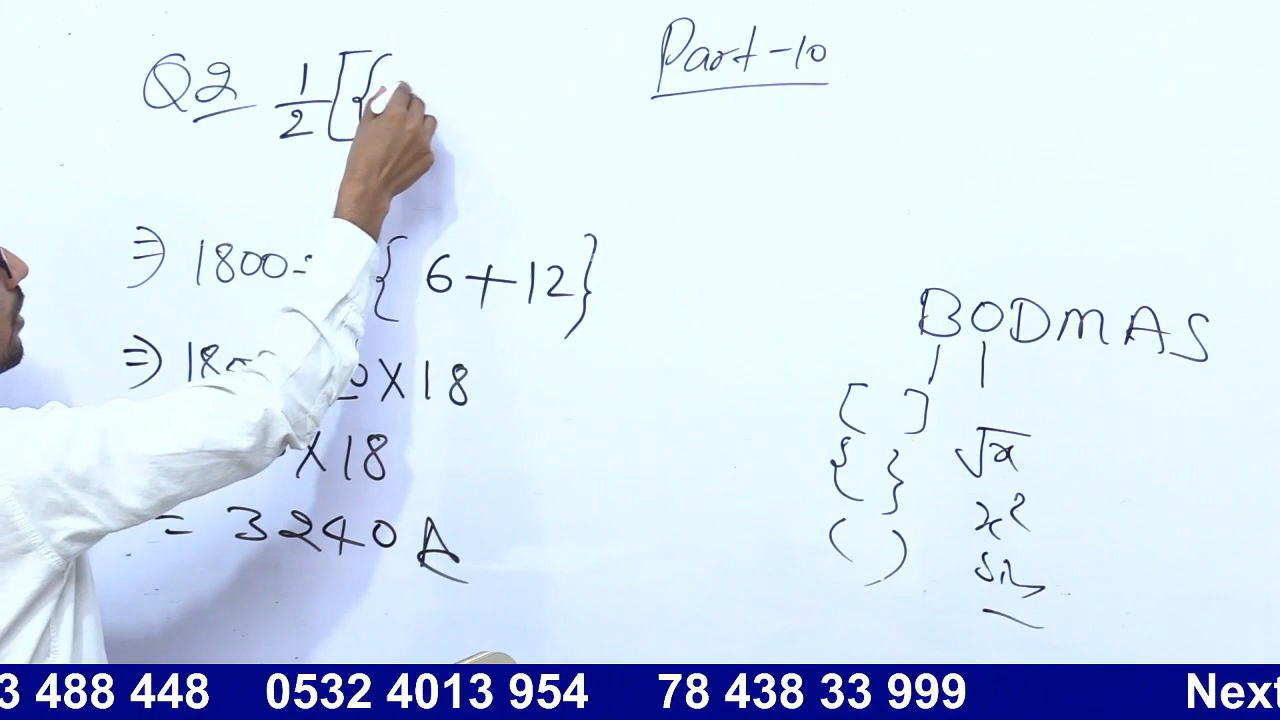 Part-10
Q2 1/2 [{
⇒ 1800÷ { 6+12}
⇒ 180 X 18
X 18
= 3240 A
BODMAS
[ ]
{ } √x
( ) x²
Sin
3 488 448 0532 4013 954 78 438 33 999 Next